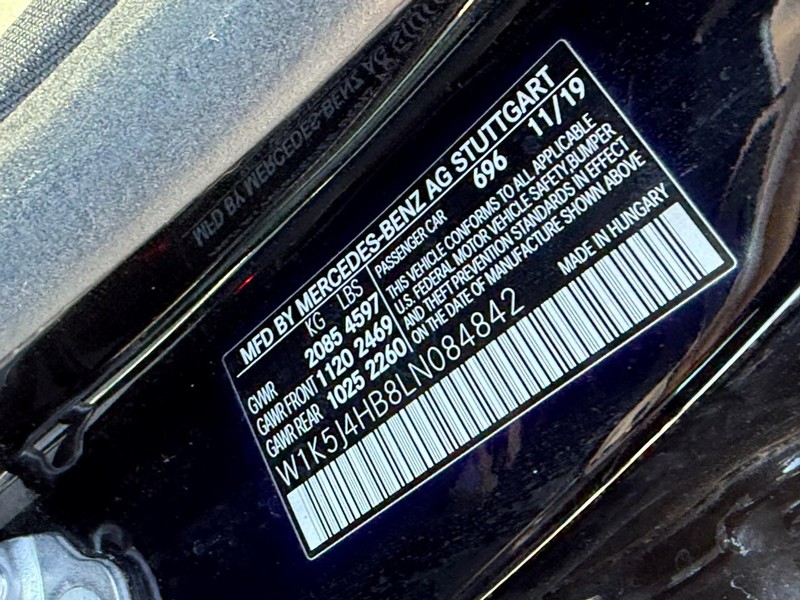 MFD BY MERCEDES-BENZ AG STUTTGART
696 11/19
KG LBS
PASSENGER CAR
GVWR 2085 4597
GAWR FRONT 1120 2469
GAWR REAR 1025 2260
THIS VEHICLE CONFORMS TO ALL APPLICABLE
U.S. FEDERAL MOTOR VEHICLE SAFETY BUMPER
AND THEFT PREVENTION STANDARDS IN EFFECT
ON THE DATE OF MANUFACTURE SHOWN ABOVE
MADE IN HUNGARY
W1K5J4HB8LN084842